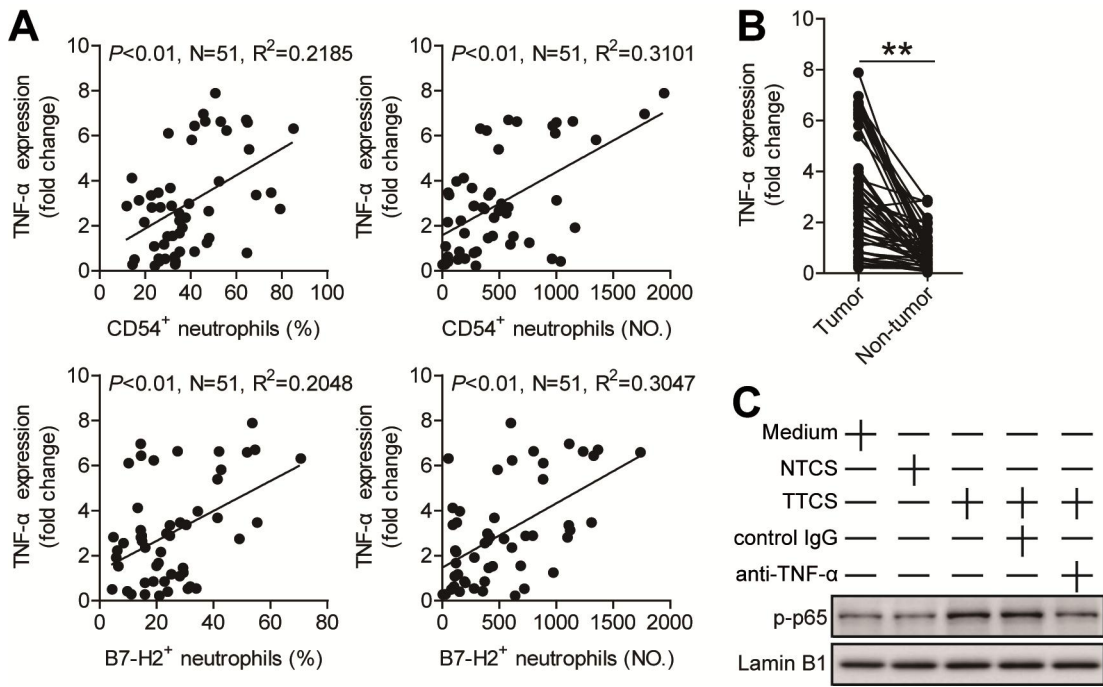 A
P<0.01, N=51, R²=0.2185
TNF-α expression
(fold change)
10
8
6
4
2
0
0 20 40 60 80 100
CD54⁺ neutrophils (%)
P<0.01, N=51, R²=0.3101
TNF-α expression
(fold change)
10
8
6
4
2
0
0 500 1000 1500 2000
CD54⁺ neutrophils (NO.)
B
**
TNF-α expression
(fold change)
10
8
6
4
2
0
Tumor
Non-tumor
P<0.01, N=51, R²=0.2048
TNF-α expression
(fold change)
10
8
6
4
2
0
0 20 40 60 80
B7-H2⁺ neutrophils (%)
P<0.01, N=51, R²=0.3047
TNF-α expression
(fold change)
10
8
6
4
2
0
0 500 1000 1500 2000
B7-H2⁺ neutrophils (NO.)
C
Medium + — — — —
NTCS — + — — —
TTCS — — + + +
control IgG — — — + —
anti-TNF-α — — — — +
p-p65
Lamin B1